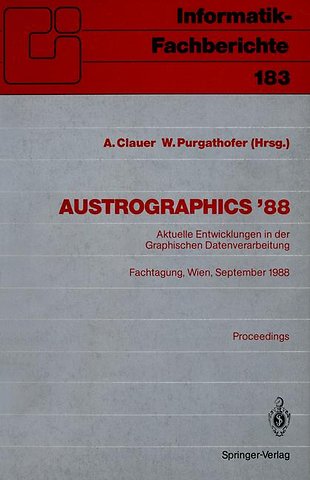 Informatik-
Fachberichte
183
A. Clauer W. Purgathofer (Hrsg.)
AUSTROGRAPHICS ’88
Aktuelle Entwicklungen in der
Graphischen Datenverarbeitung
Fachtagung, Wien, September 1988
Proceedings
Springer-Verlag